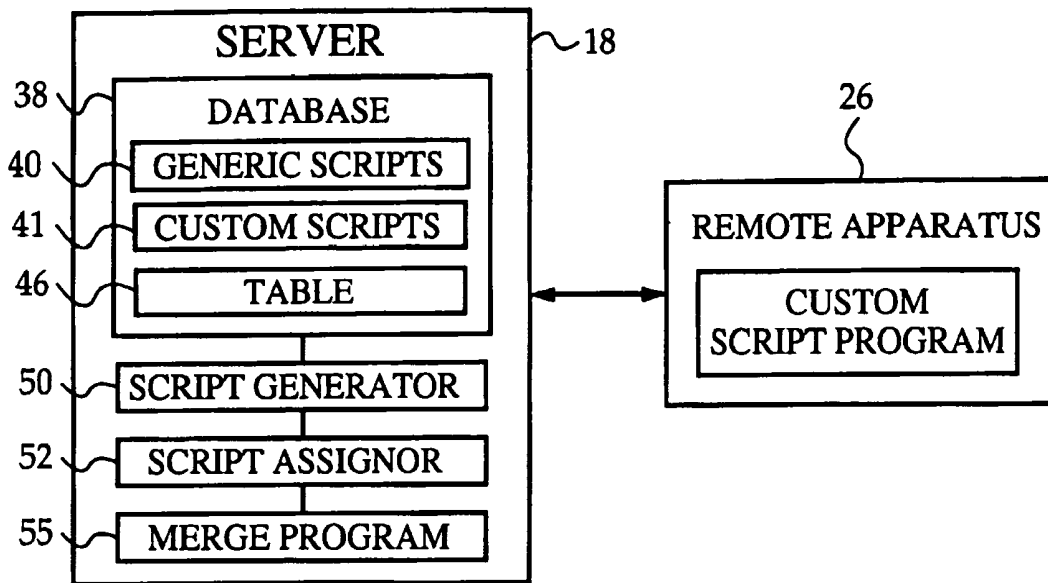 SERVER
18
38
DATABASE
40
GENERIC SCRIPTS
41
CUSTOM SCRIPTS
46
TABLE
50
SCRIPT GENERATOR
52
SCRIPT ASSIGNOR
55
MERGE PROGRAM
26
REMOTE APPARATUS
CUSTOM
SCRIPT PROGRAM